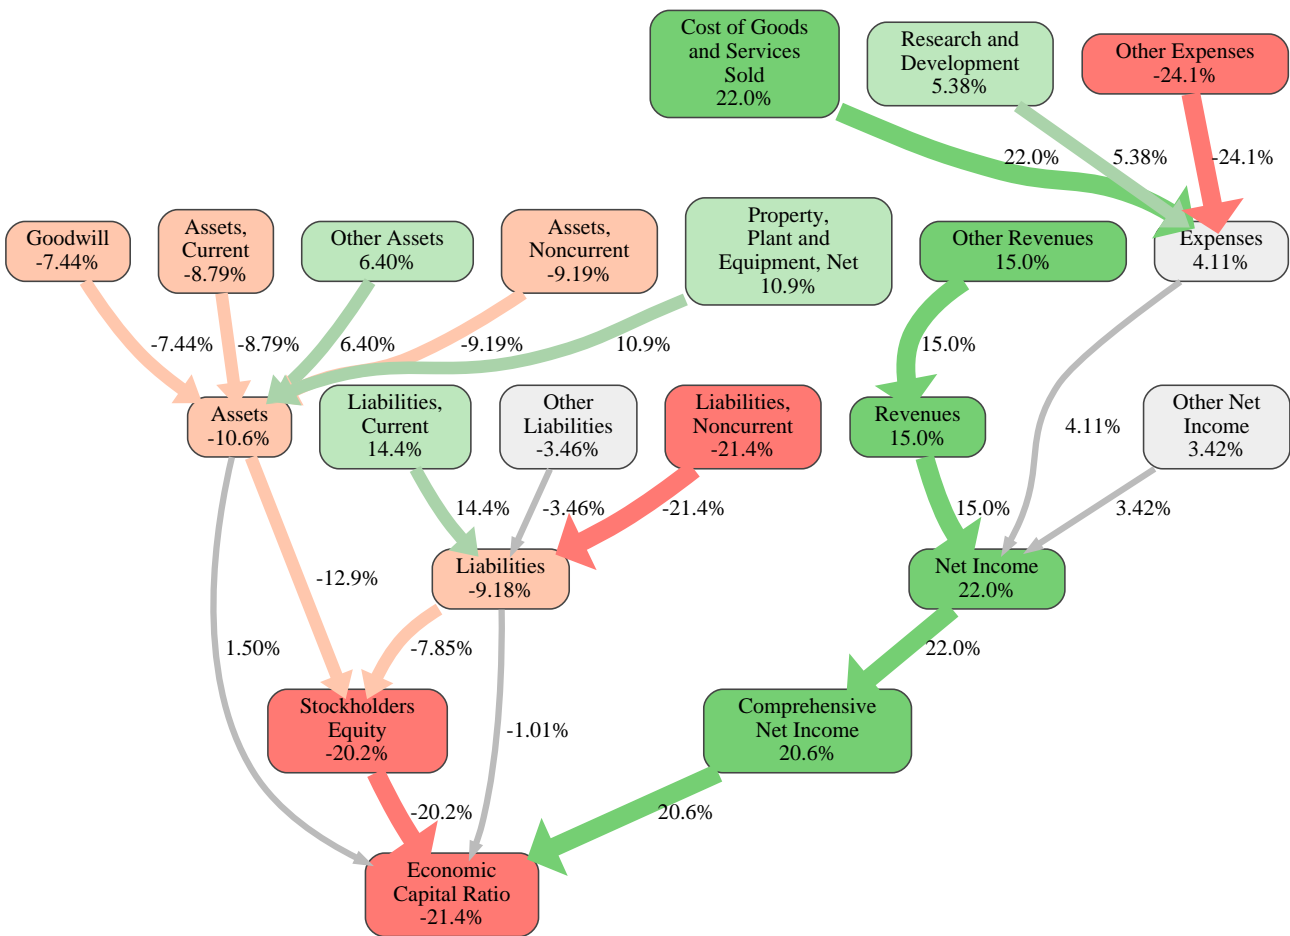 Cost of Goods
and Services
Sold
22.0%
Research and
Development
5.38%
Other Expenses
-24.1%
22.0%
5.38%
-24.1%
Goodwill
-7.44%
Assets,
Current
-8.79%
Other Assets
6.40%
Assets,
Noncurrent
-9.19%
Property,
Plant and
Equipment, Net
10.9%
Other Revenues
15.0%
Expenses
4.11%
-7.44%
-8.79%
6.40%
-9.19%
10.9%
15.0%
Assets
-10.6%
Liabilities,
Current
14.4%
Other
Liabilities
-3.46%
Liabilities,
Noncurrent
-21.4%
Revenues
15.0%
4.11%
Other Net
Income
3.42%
14.4%
-3.46%
-21.4%
15.0%
3.42%
-12.9%
Liabilities
-9.18%
Net Income
22.0%
1.50%
-7.85%
22.0%
Stockholders
Equity
-20.2%
-1.01%
Comprehensive
Net Income
20.6%
-20.2%
20.6%
Economic
Capital Ratio
-21.4%